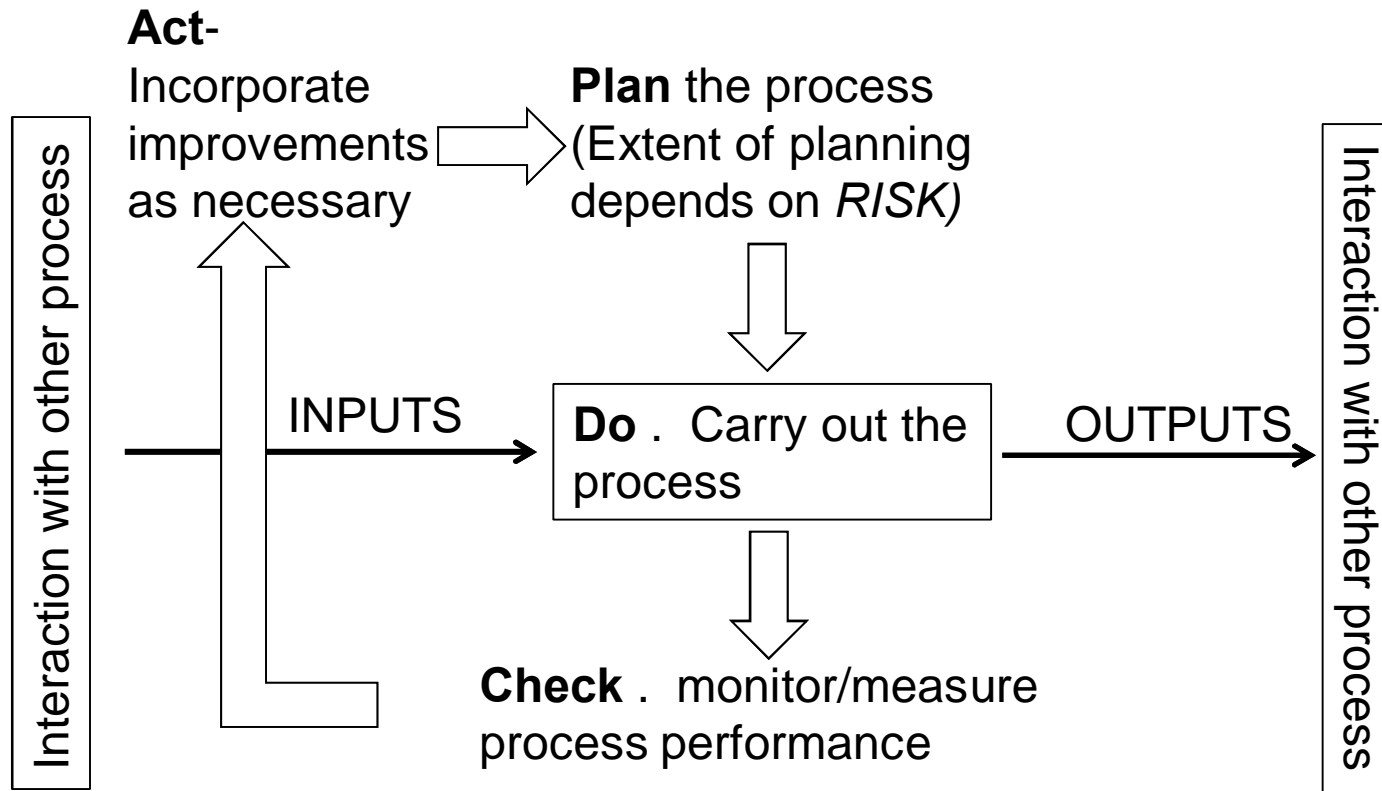 Interaction with other process
Act-
Incorporate
improvements
as necessary
Plan the process
(Extent of planning
depends on RISK)
INPUTS
Do . Carry out the
process
OUTPUTS
Check . monitor/measure
process performance
Interaction with other process